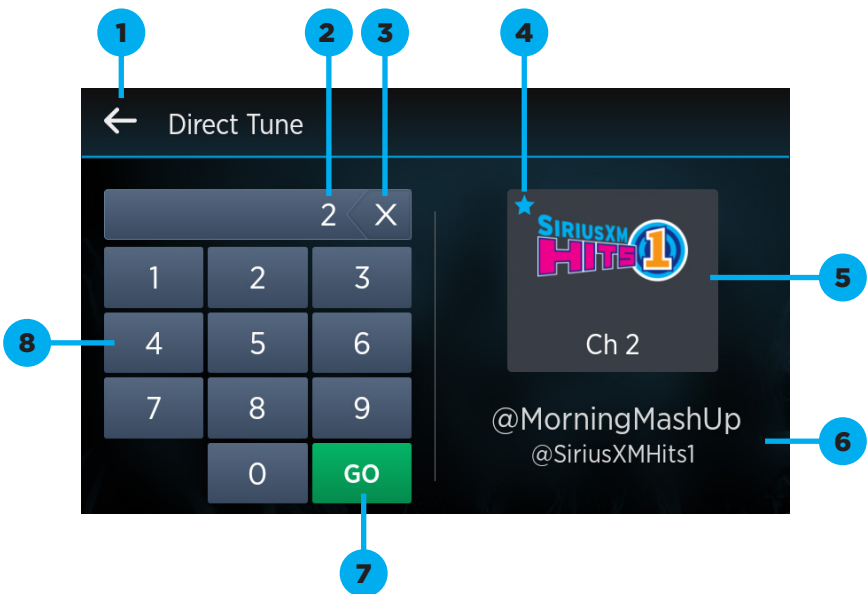 1 2 3 4
Direct Tune
2 X
1 2 3
4 5 6
7 8 9
0 GO
SIRIUSXM
HITS 1
Ch 2
@MorningMashUp
@SiriusXMHits1
5
6
7
8